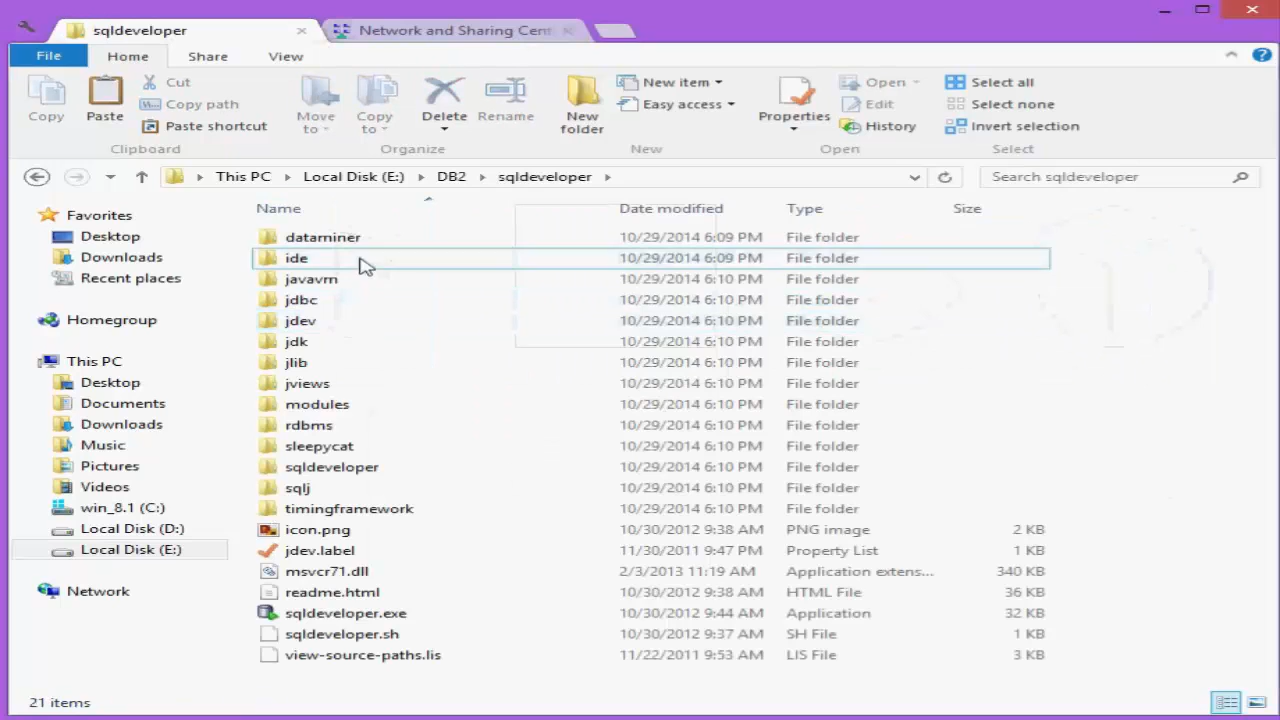 sqldeveloper
Network and Sharing Cent
File
Home
Share
View
Copy
Paste
Cut
Copy path
Paste shortcut
Clipboard
Move to
Copy to
Delete
Rename
Organize
New folder
New item
Easy access
New
Properties
Open
Edit
History
Open
Select all
Select none
Invert selection
Select
This PC
Local Disk (E:)
DB2
sqldeveloper
Search sqldeveloper
Favorites
Desktop
Downloads
Recent places
Homegroup
This PC
Desktop
Documents
Downloads
Music
Pictures
Videos
win_8.1 (C:)
Local Disk (D:)
Local Disk (E:)
Network
Name Date modified Type Size
dataminer 10/29/2014 6:09 PM File folder
ide 10/29/2014 6:09 PM File folder
javavm 10/29/2014 6:10 PM File folder
jdbc 10/29/2014 6:10 PM File folder
jdev 10/29/2014 6:10 PM File folder
jdk 10/29/2014 6:10 PM File folder
jlib 10/29/2014 6:10 PM File folder
jviews 10/29/2014 6:10 PM File folder
modules 10/29/2014 6:10 PM File folder
rdbms 10/29/2014 6:10 PM File folder
sleepycat 10/29/2014 6:10 PM File folder
sqldeveloper 10/29/2014 6:10 PM File folder
sqlj 10/29/2014 6:10 PM File folder
timingframework 10/29/2014 6:10 PM File folder
icon.png 10/30/2012 9:38 AM PNG image 2 KB
jdev.label 11/30/2011 9:47 PM Property List 1 KB
msvcr71.dll 2/3/2013 11:19 AM Application extens... 340 KB
readme.html 10/30/2012 9:38 AM HTML File 36 KB
sqldeveloper.exe 10/30/2012 9:44 AM Application 32 KB
sqldeveloper.sh 10/30/2012 9:37 AM SH File 1 KB
view-source-paths.lis 11/22/2011 9:53 AM LIS File 3 KB
21 items